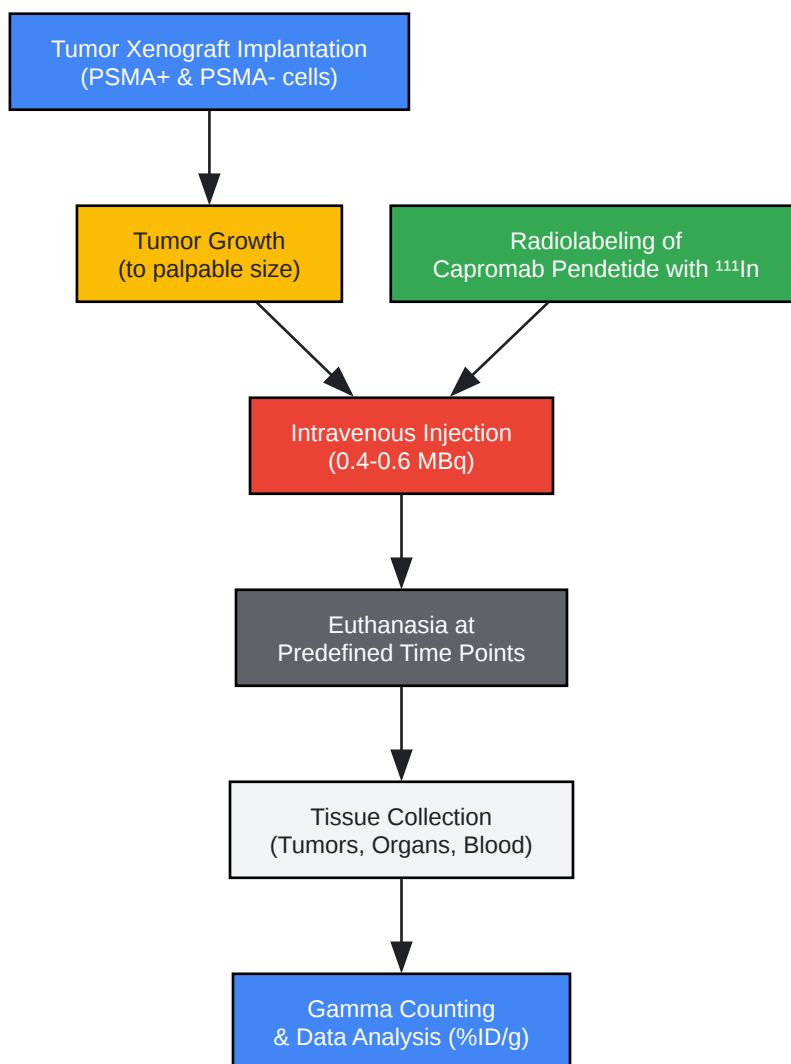 Tumor Xenograft Implantation
(PSMA+ & PSMA- cells)
Tumor Growth
(to palpable size)
Radiolabeling of
Capromab Pendetide with ¹¹¹In
Intravenous Injection
(0.4-0.6 MBq)
Euthanasia at
Predefined Time Points
Tissue Collection
(Tumors, Organs, Blood)
Gamma Counting
& Data Analysis (%ID/g)